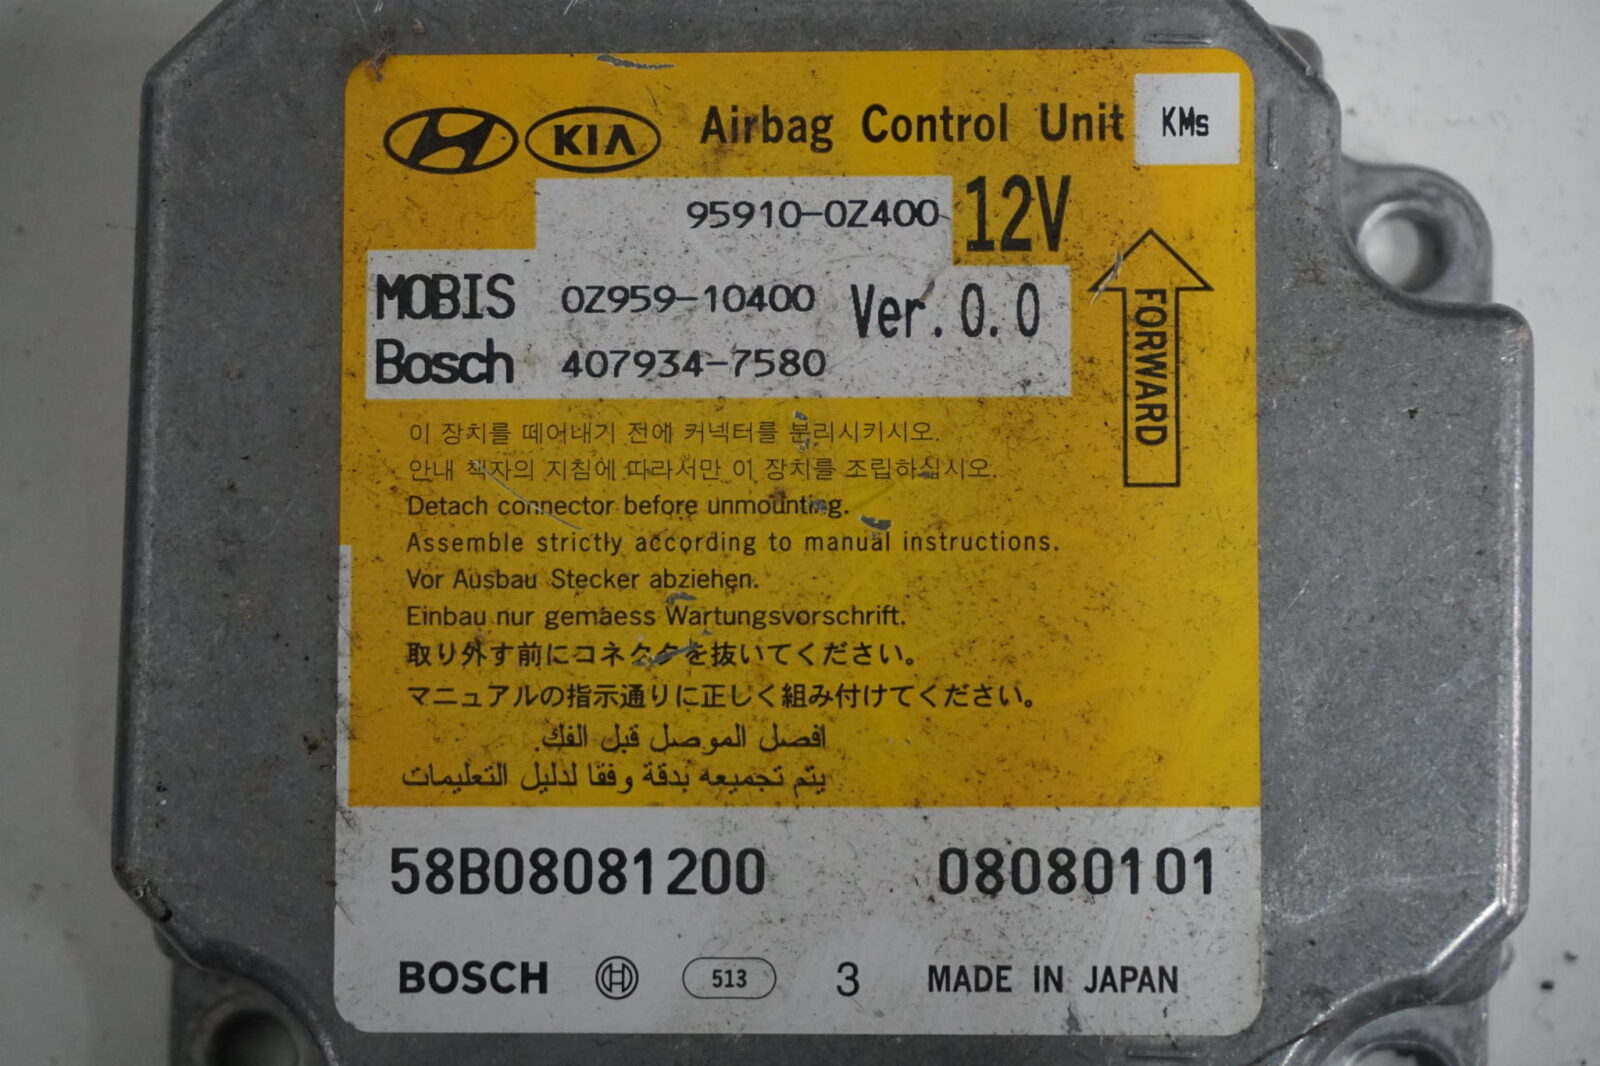 KIA Airbag Control Unit KMs
95910-0Z400 12V
MOBIS 0Z959-10400 Ver.0.0
Bosch 407934-7580
FORWARD
이 장치를 떼어내기 전에 커넥터를 분리시키시오.
안내 책자의 지침에 따라서만 이 장치를 조립하십시오.
Detach connector before unmounting.
Assemble strictly according to manual instructions.
Vor Ausbau Stecker abziehen.
Einbau nur gemaess Wartungsvorschrift.
取り外す前にコネクタを抜いてください。
マニュアルの指示通りに正しく組み付けてください。
افصل الموصل قبل الفك.
يتم تجميعه بدقة وفقا لدليل التعليمات
58B08081200 08080101
BOSCH 513 3 MADE IN JAPAN